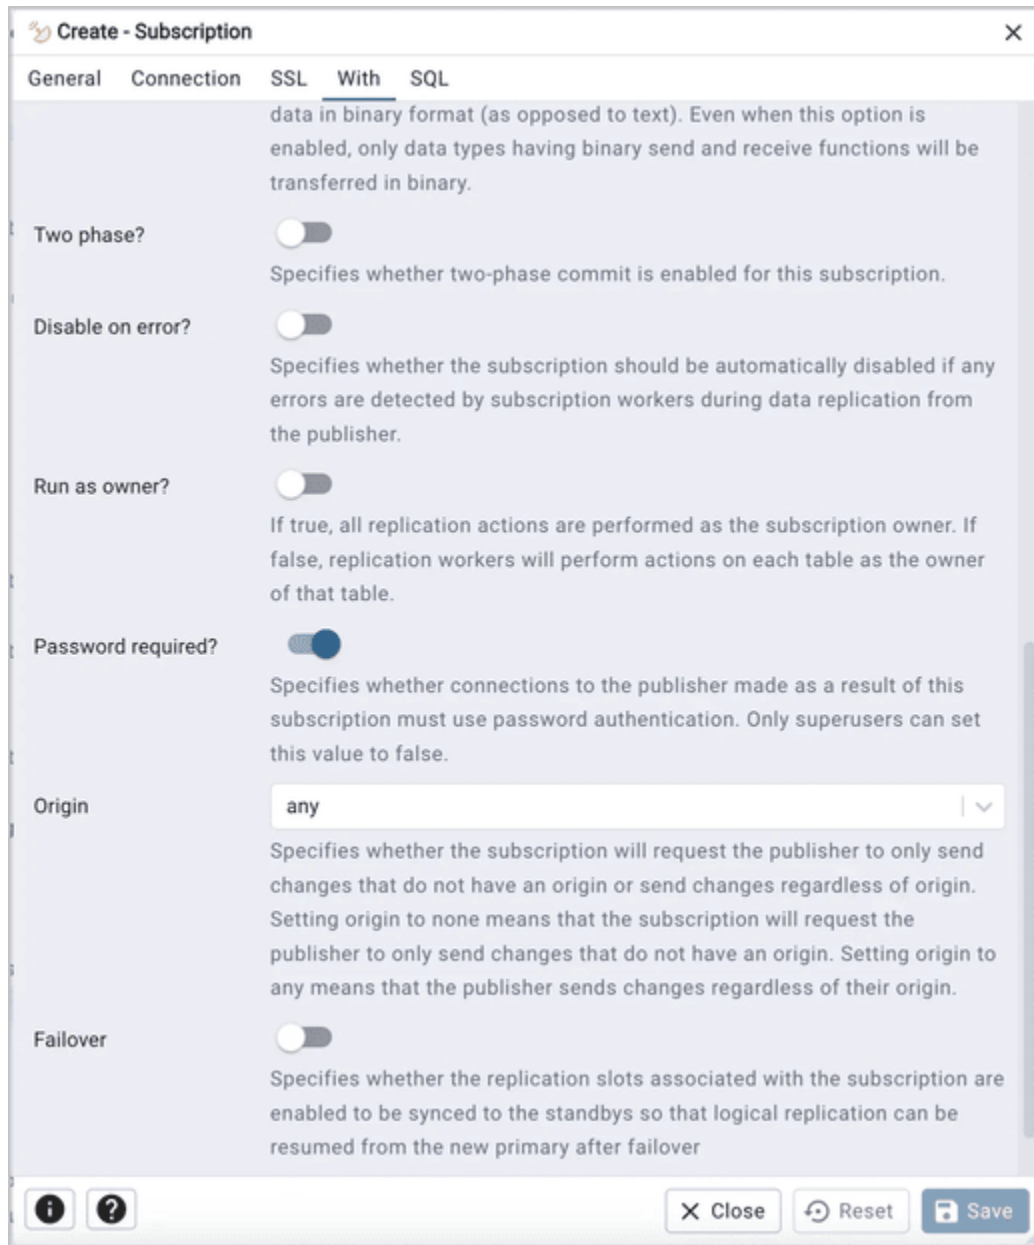 Create - Subscription
General Connection SSL With SQL
data in binary format (as opposed to text). Even when this option is
enabled, only data types having binary send and receive functions will be
transferred in binary.
Two phase?
Specifies whether two-phase commit is enabled for this subscription.
Disable on error?
Specifies whether the subscription should be automatically disabled if any
errors are detected by subscription workers during data replication from
the publisher.
Run as owner?
If true, all replication actions are performed as the subscription owner. If
false, replication workers will perform actions on each table as the owner
of that table.
Password required?
Specifies whether connections to the publisher made as a result of this
subscription must use password authentication. Only superusers can set
this value to false.
Origin any
Specifies whether the subscription will request the publisher to only send
changes that do not have an origin or send changes regardless of origin.
Setting origin to none means that the subscription will request the
publisher to only send changes that do not have an origin. Setting origin to
any means that the publisher sends changes regardless of their origin.
Failover
Specifies whether the replication slots associated with the subscription are
enabled to be synced to the standbys so that logical replication can be
resumed from the new primary after failover
Close Reset Save